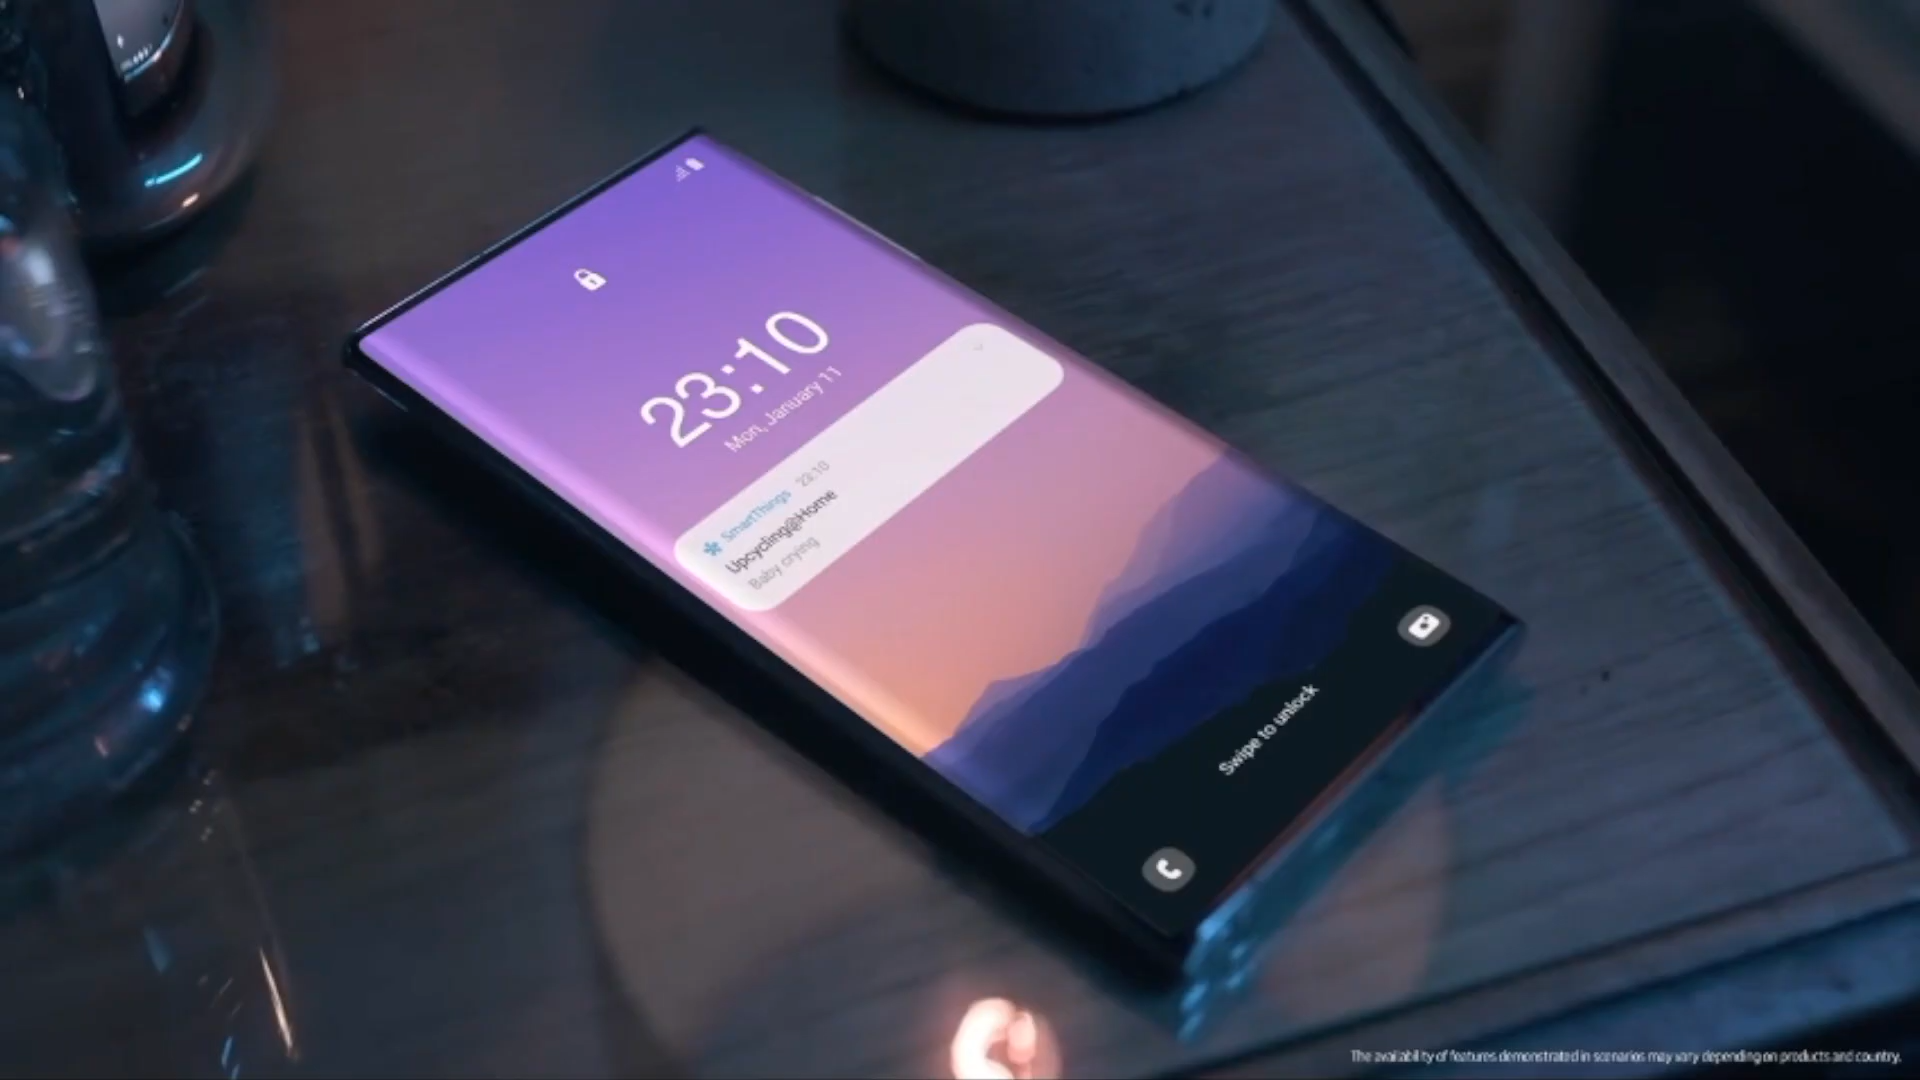 23:10
Mon, January 11
SmartThings 23:10
Upcycling@Home
Baby crying
Swipe to unlock
The availability of features demonstrated in scenarios may vary depending on products and country.